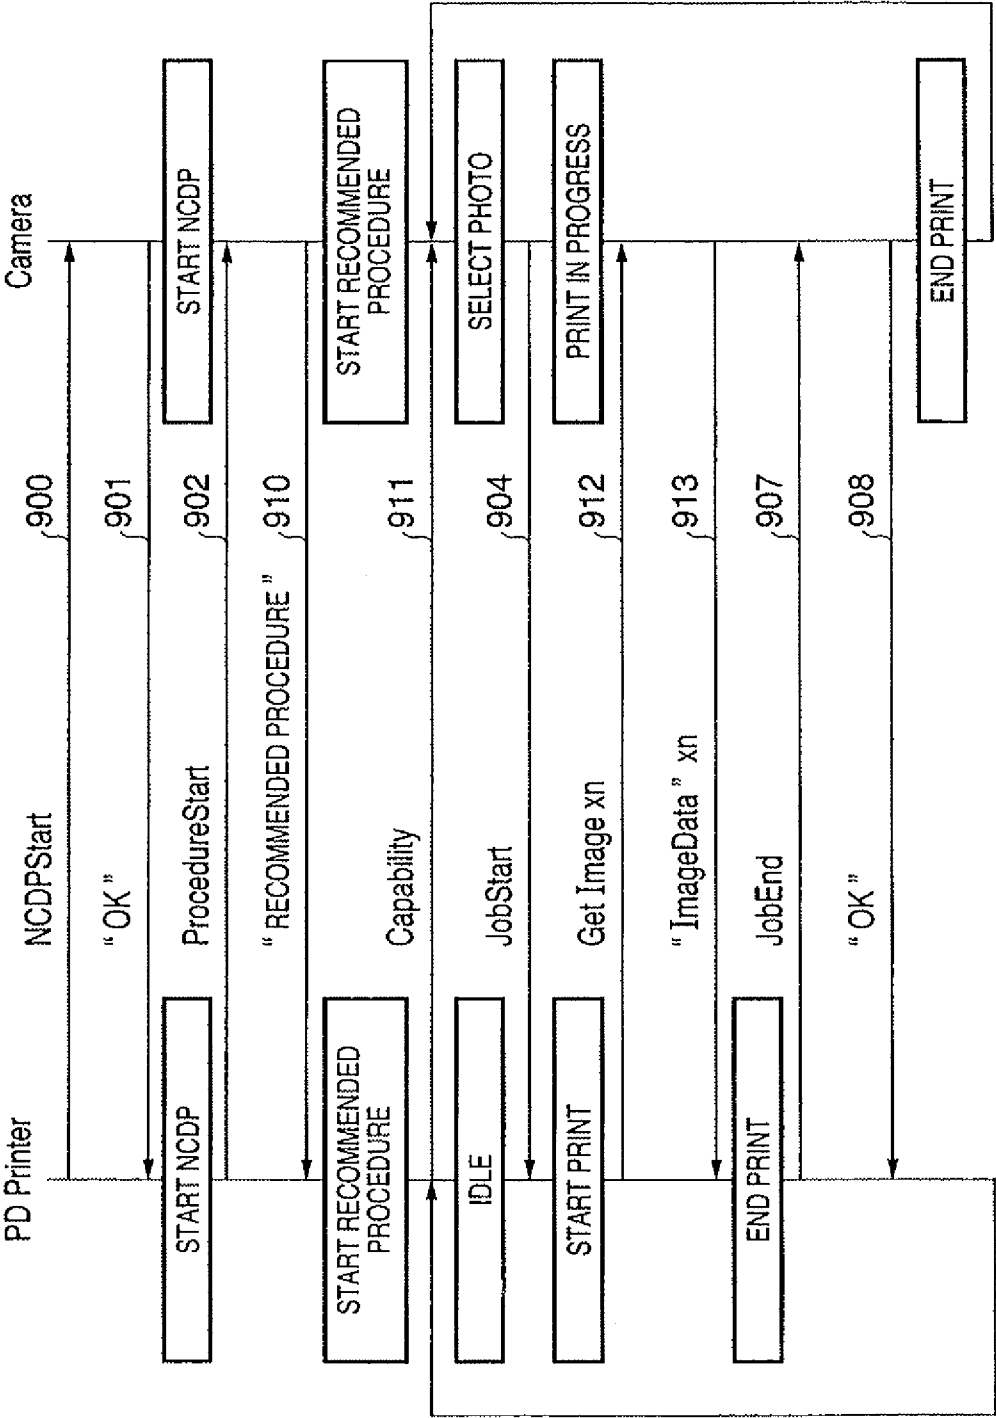 PD Printer
Camera
NCDPStart
900
“ OK ”
901
START NCDP
START NCDP
ProcedureStart
902
“ RECOMMENDED PROCEDURE ”
910
START RECOMMENDED
PROCEDURE
START RECOMMENDED
PROCEDURE
Capability
911
IDLE
SELECT PHOTO
JobStart
904
START PRINT
PRINT IN PROGRESS
Get Image xn
912
“ ImageData ” xn
913
END PRINT
JobEnd
907
“ OK ”
908
END PRINT